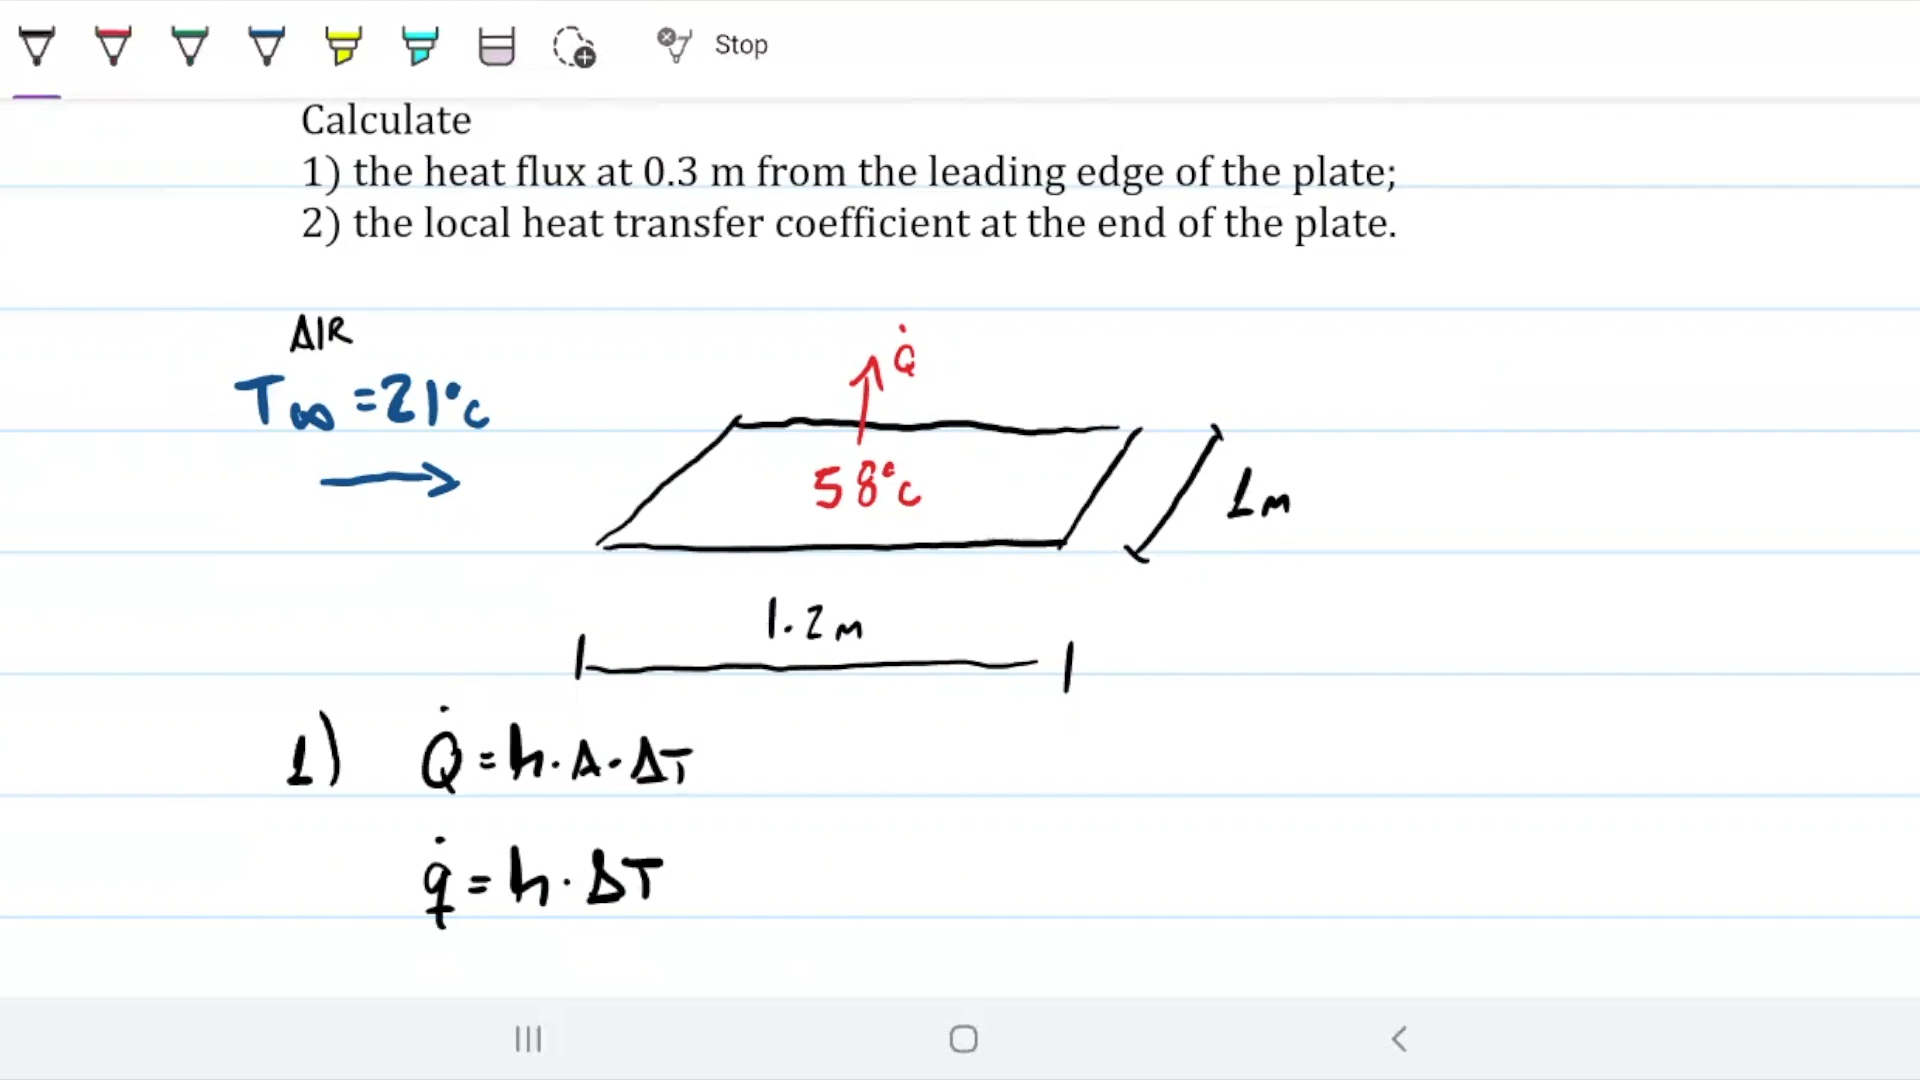 Stop
Calculate
1) the heat flux at 0.3 m from the leading edge of the plate;
2) the local heat transfer coefficient at the end of the plate.
AIR
T∞ = 21°C
Q̇
58°C
1m
1.2m
1) Q̇ = h · A · ΔT
q̇ = h · ΔT